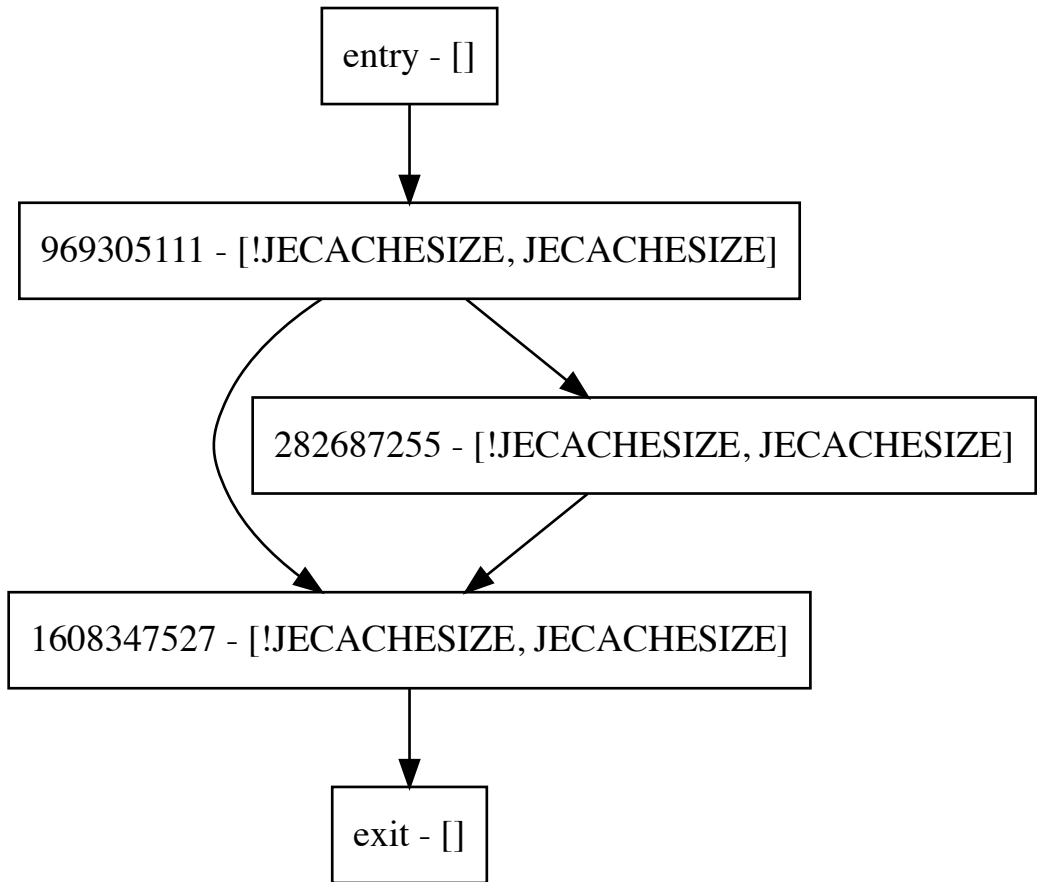 entry - []
969305111 - [!JECACHESIZE, JECACHESIZE]
282687255 - [!JECACHESIZE, JECACHESIZE]
1608347527 - [!JECACHESIZE, JECACHESIZE]
exit - []